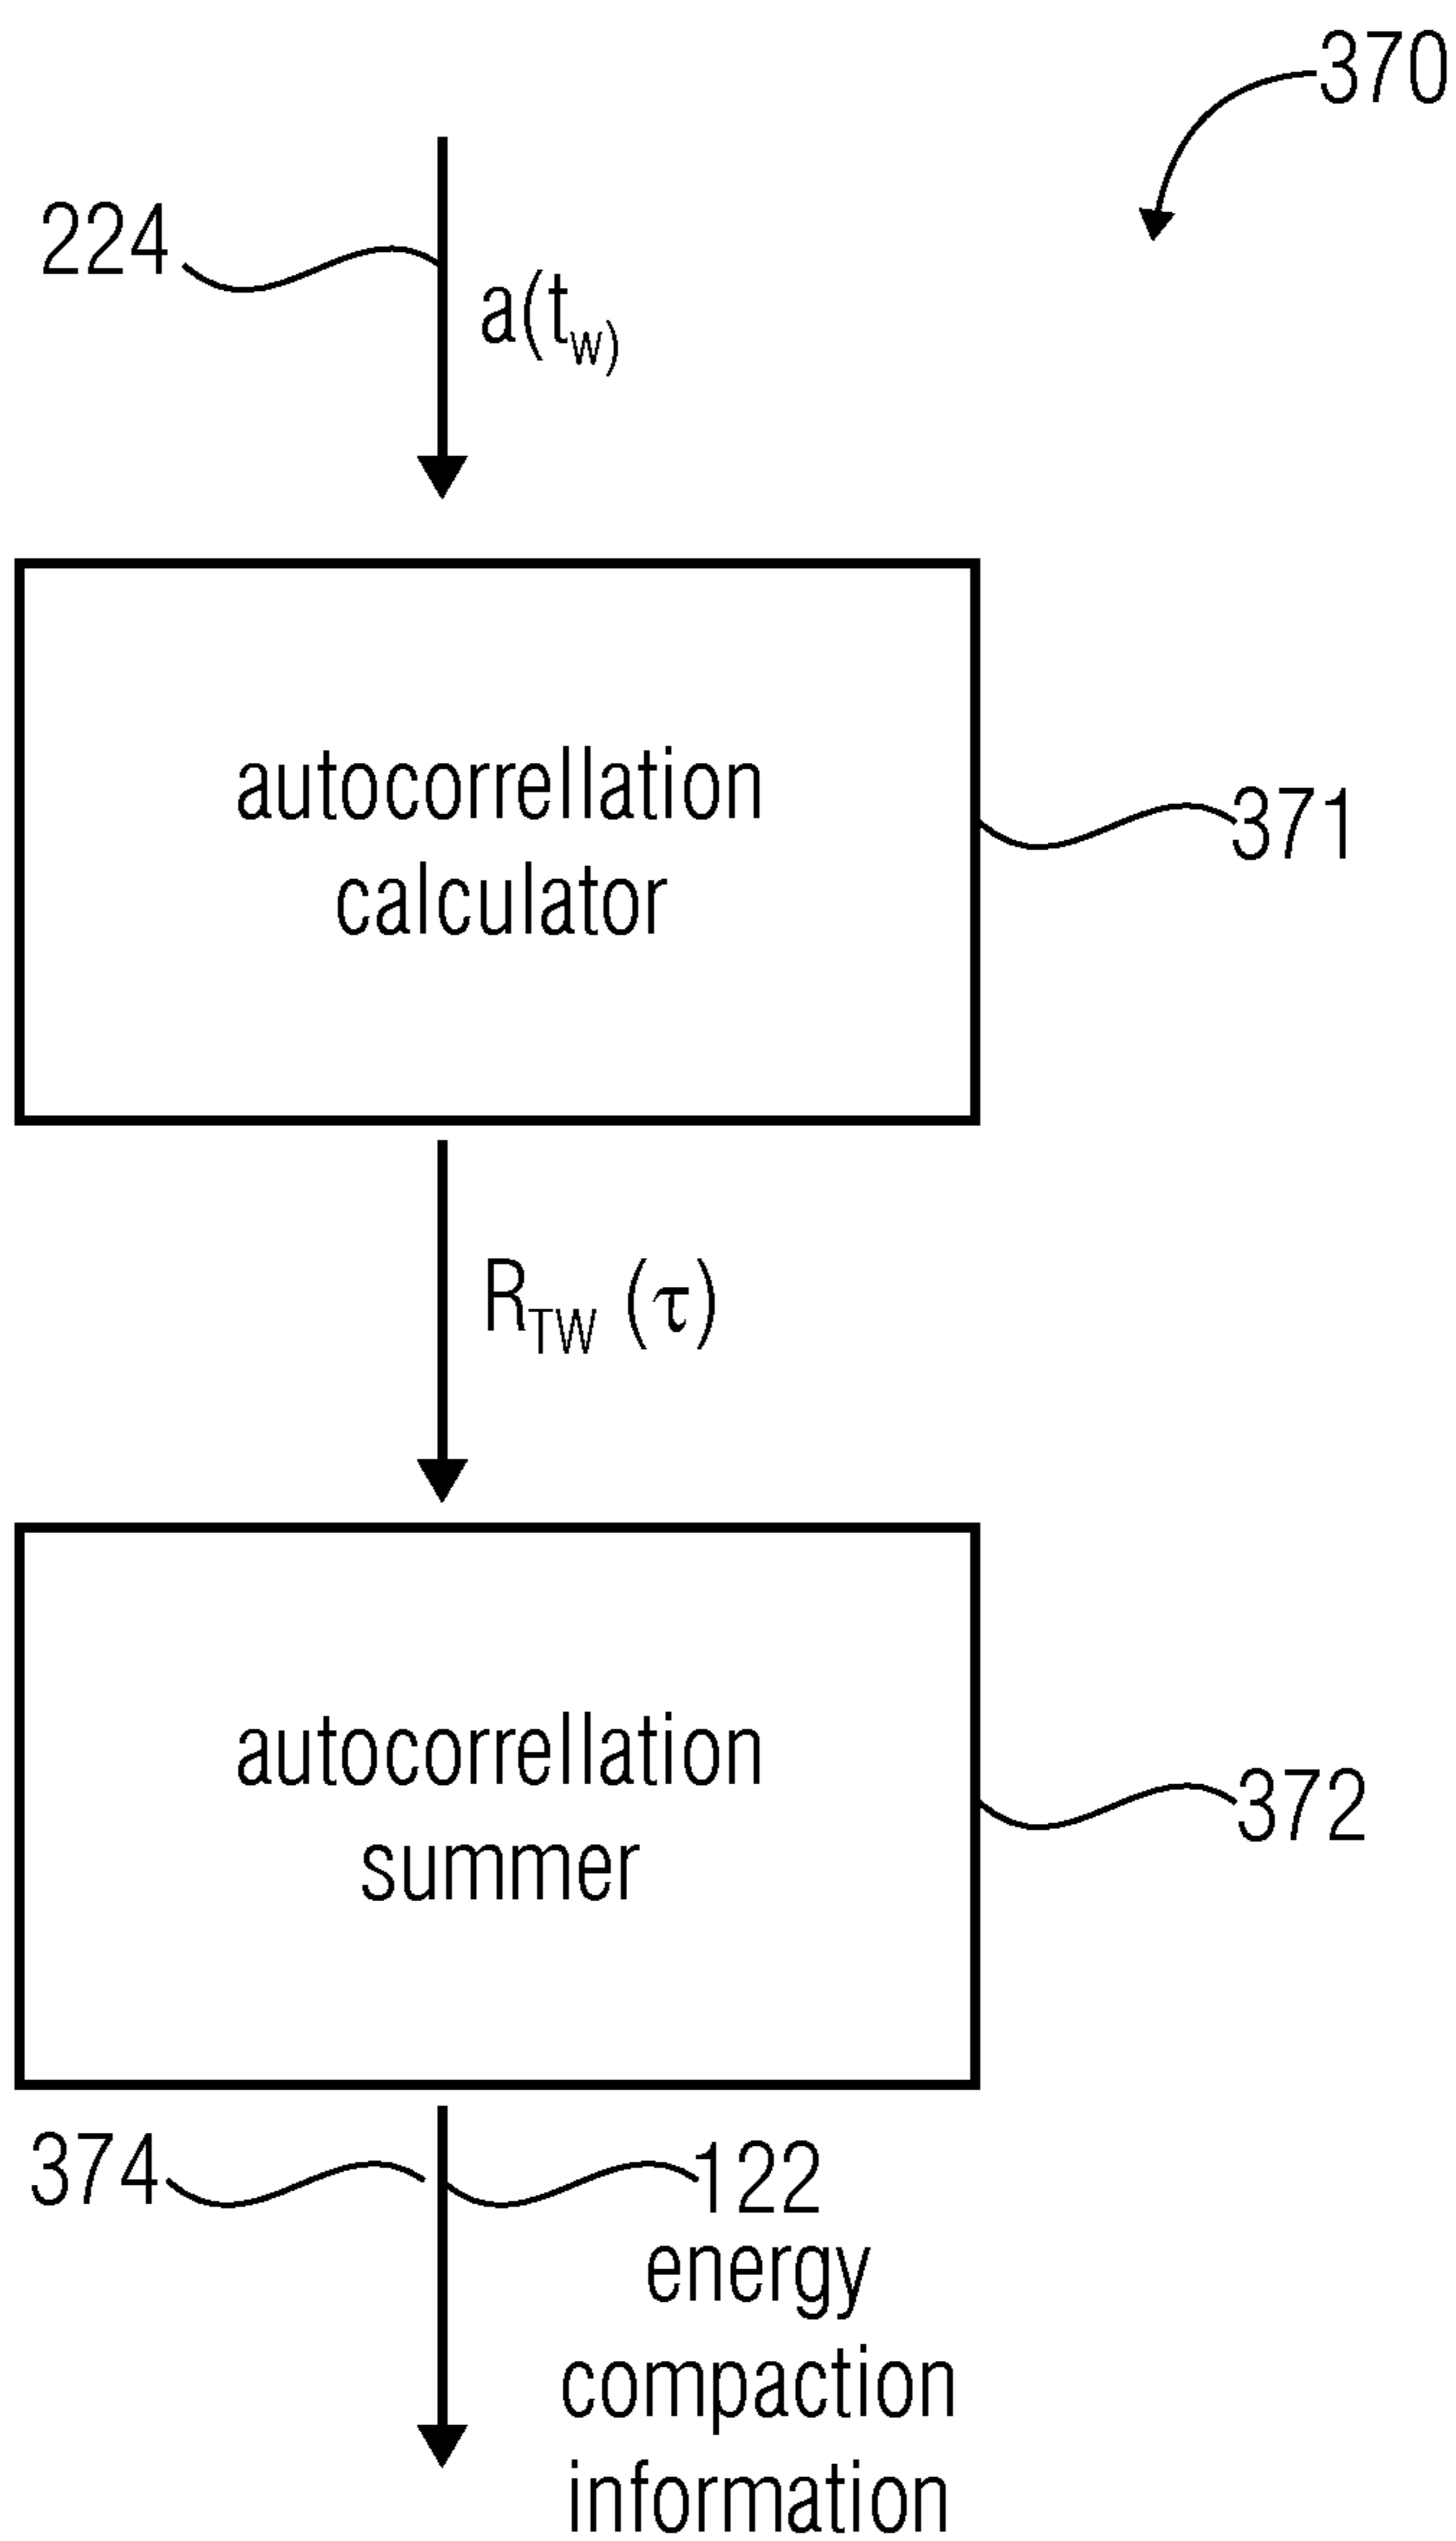 370
224
a(tw)
autocorrellation
calculator
371
RTW (τ)
autocorrellation
summer
372
374
122
energy
compaction
information